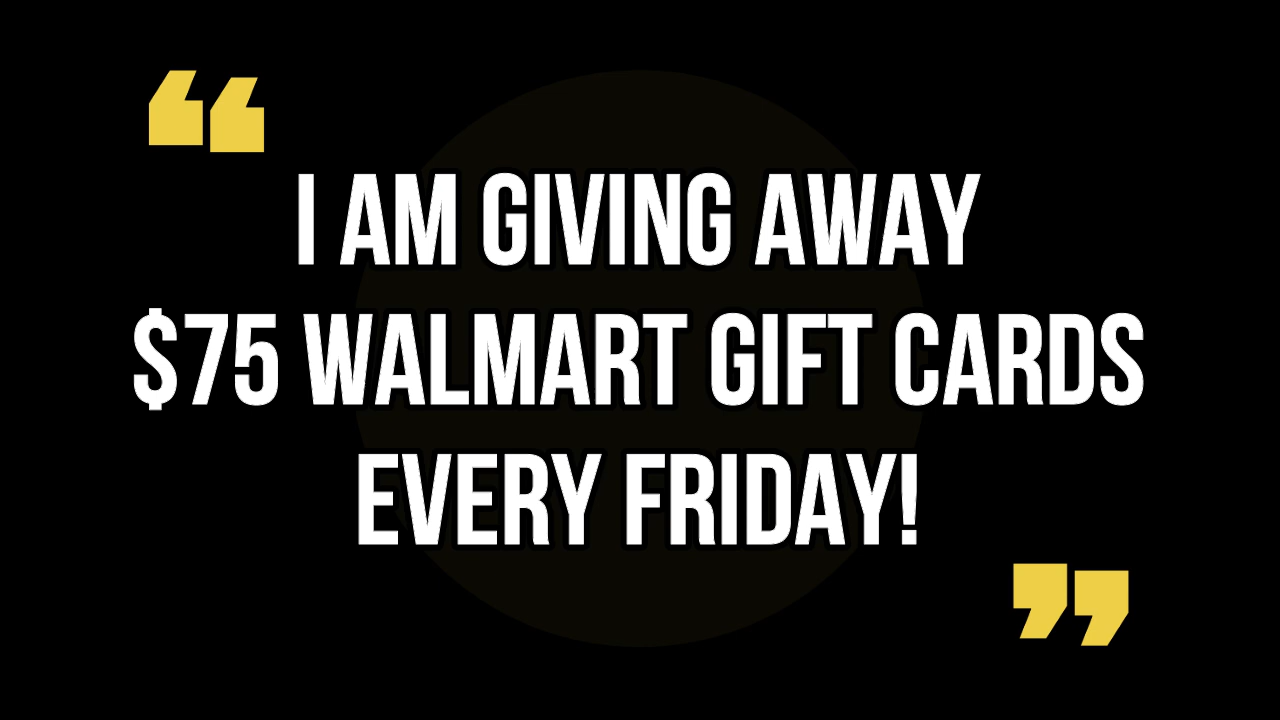 “
I AM GIVING AWAY
$75 WALMART GIFT CARDS
EVERY FRIDAY!
”